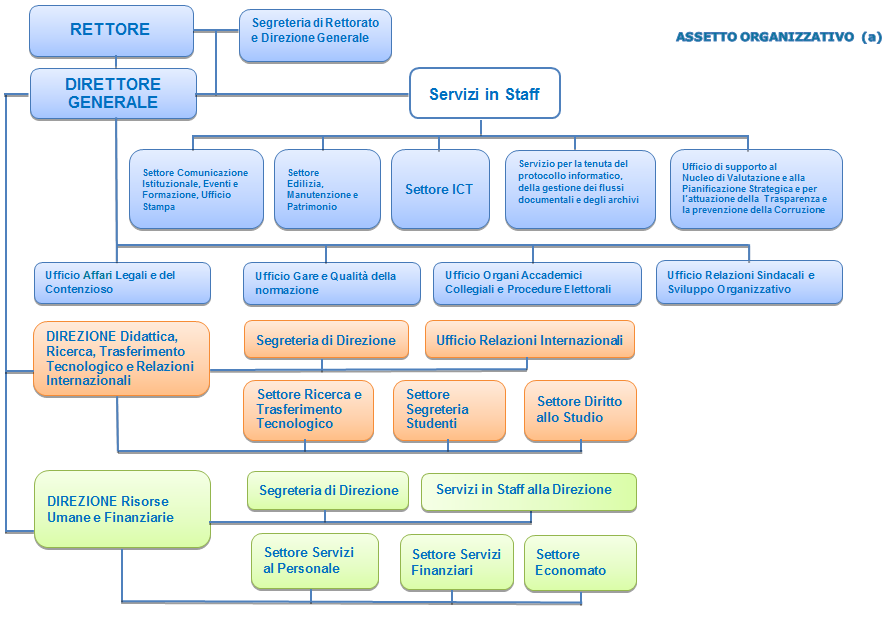 RETTORE
Segreteria di Rettorato
e Direzione Generale
ASSETTO ORGANIZZATIVO (a)
DIRETTORE
GENERALE
Servizi in Staff
Settore Comunicazione
Istituzionale, Eventi e
Formazione, Ufficio
Stampa
Settore
Edilizia,
Manutenzione e
Patrimonio
Settore ICT
Servizio per la tenuta del
protocollo informatico,
della gestione dei flussi
documentali e degli archivi
Ufficio di supporto al
Nucleo di Valutazione e alla
Pianificazione Strategica e per
l'attuazione della Trasparenza e
la prevenzione della Corruzione
Ufficio Affari Legali e del
Contenzioso
Ufficio Gare e Qualità della
normazione
Ufficio Organi Accademici
Collegiali e Procedure Elettorali
Ufficio Relazioni Sindacali e
Sviluppo Organizzativo
DIREZIONE Didattica,
Ricerca, Trasferimento
Tecnologico e Relazioni
Internazionali
Segreteria di Direzione
Ufficio Relazioni Internazionali
Settore Ricerca e
Trasferimento
Tecnologico
Settore
Segreteria
Studenti
Settore Diritto
allo Studio
DIREZIONE Risorse
Umane e Finanziarie
Segreteria di Direzione
Servizi in Staff alla Direzione
Settore Servizi
al Personale
Settore Servizi
Finanziari
Settore
Economato